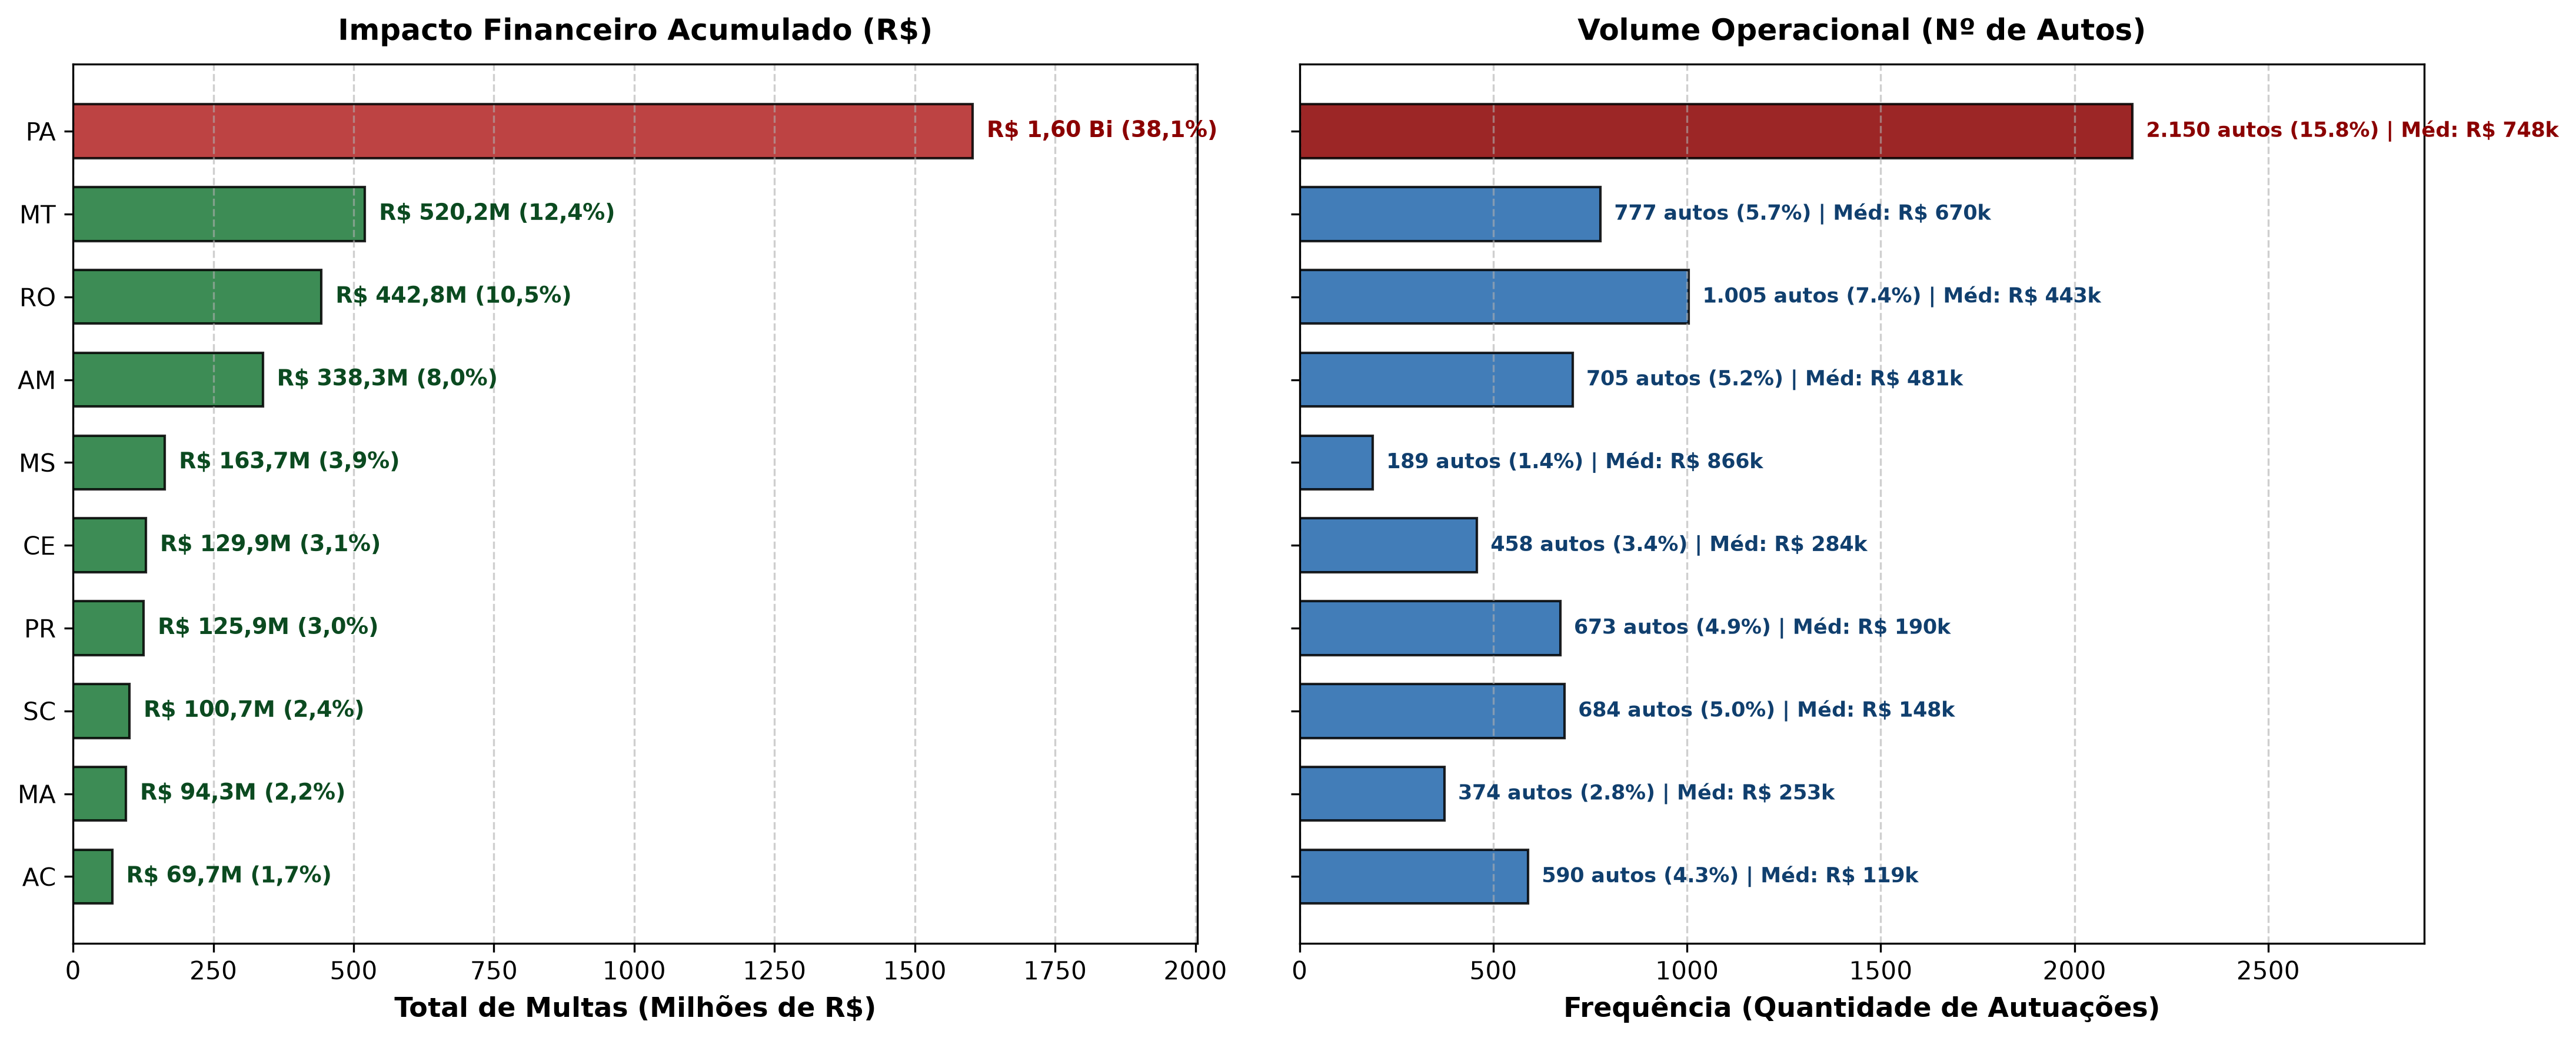 Impacto Financeiro Acumulado (R$)
PA
R$ 1,60 Bi (38,1%)
MT
R$ 520,2M (12,4%)
RO
R$ 442,8M (10,5%)
AM
R$ 338,3M (8,0%)
MS
R$ 163,7M (3,9%)
CE
R$ 129,9M (3,1%)
PR
R$ 125,9M (3,0%)
SC
R$ 100,7M (2,4%)
MA
R$ 94,3M (2,2%)
AC
R$ 69,7M (1,7%)
0 250 500 750 1000 1250 1500 1750 2000
Total de Multas (Milhões de R$)
Volume Operacional (Nº de Autos)
2.150 autos (15.8%) | Méd: R$ 748k
777 autos (5.7%) | Méd: R$ 670k
1.005 autos (7.4%) | Méd: R$ 443k
705 autos (5.2%) | Méd: R$ 481k
189 autos (1.4%) | Méd: R$ 866k
458 autos (3.4%) | Méd: R$ 284k
673 autos (4.9%) | Méd: R$ 190k
684 autos (5.0%) | Méd: R$ 148k
374 autos (2.8%) | Méd: R$ 253k
590 autos (4.3%) | Méd: R$ 119k
0 500 1000 1500 2000 2500
Frequência (Quantidade de Autuações)